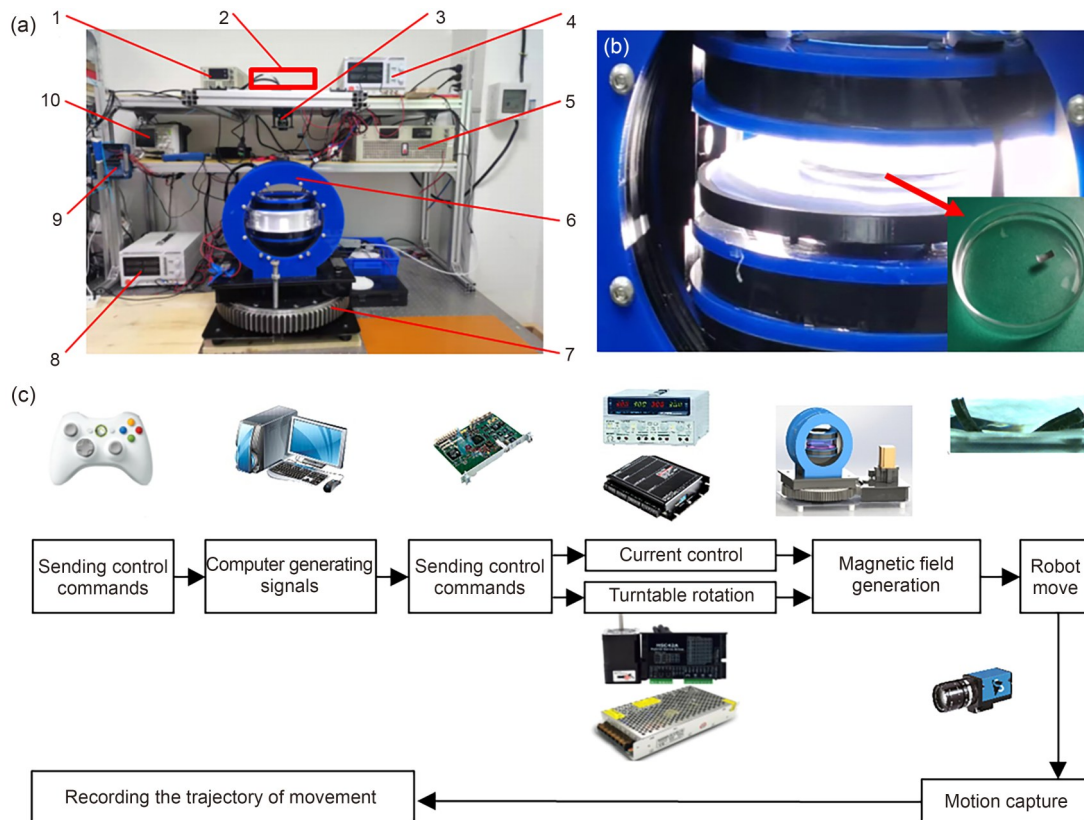 (a)
1
2
3
4
5
6
7
8
9
10
(b)
(c)
Sending control
commands
Computer generating
signals
Sending control
commands
Current control
Turntable rotation
Magnetic field
generation
Robot
move
Motion capture
Recording the trajectory of movement